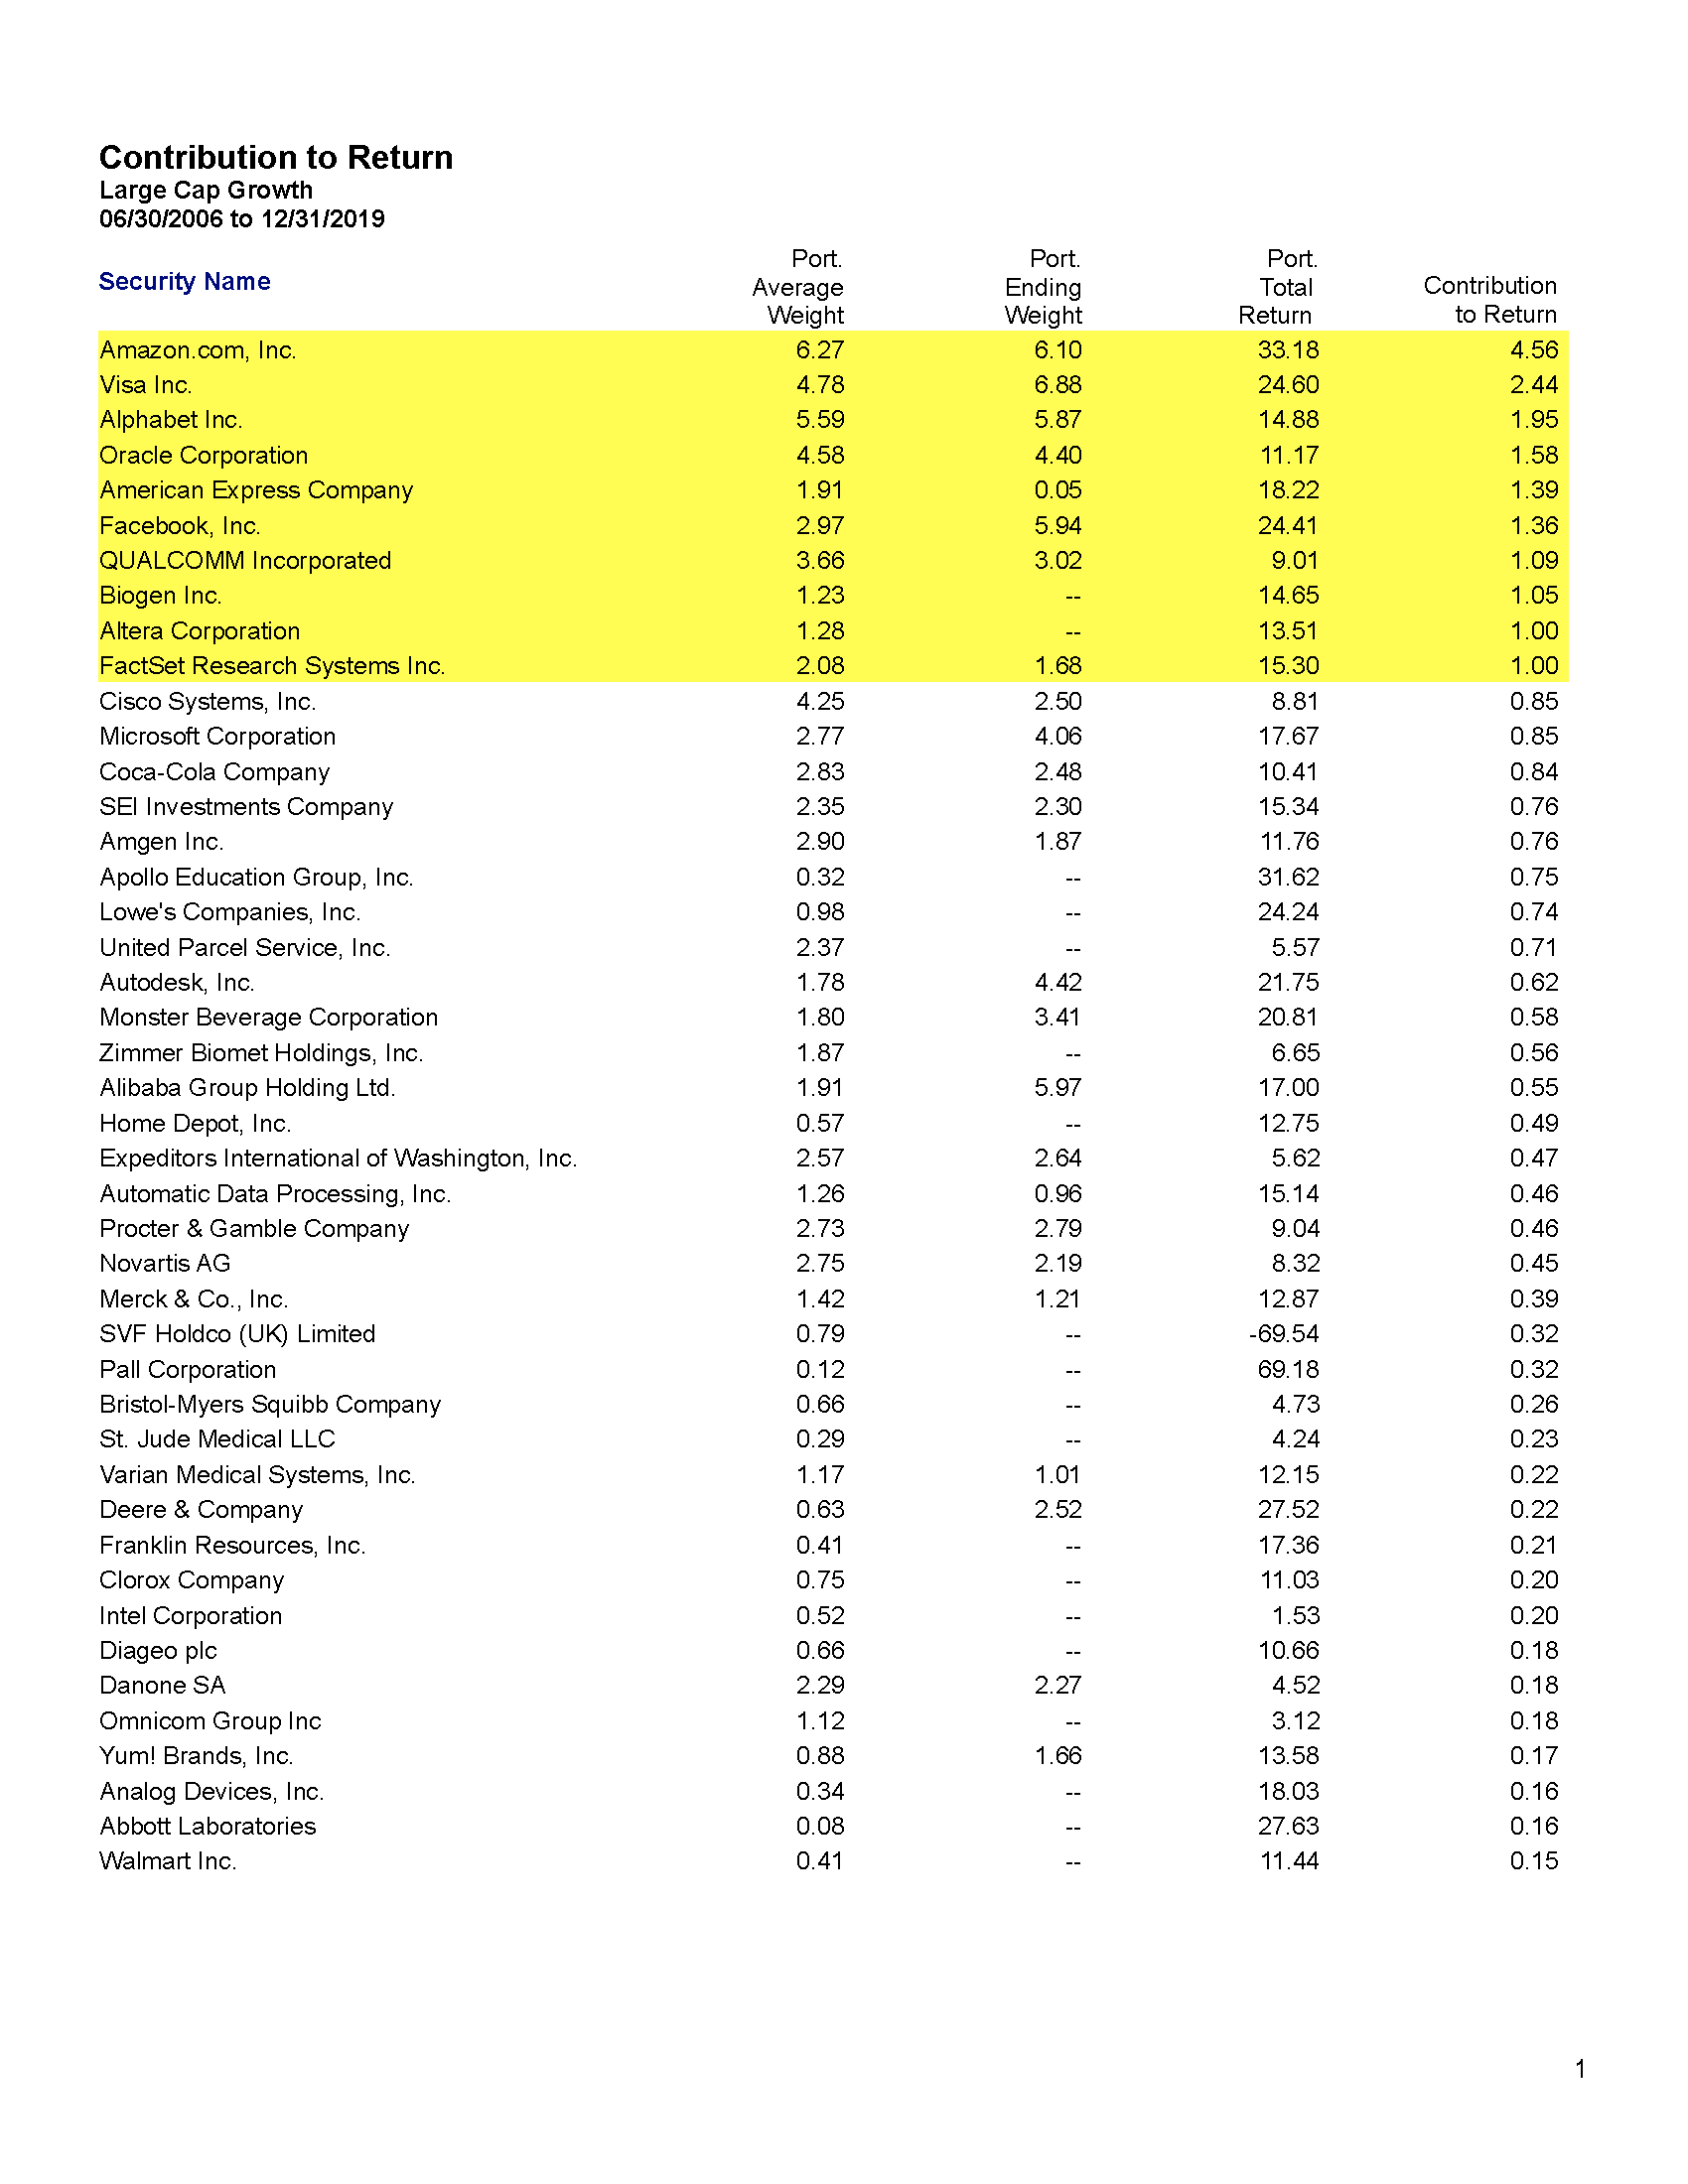 Contribution to Return
Large Cap Growth
06/30/2006 to 12/31/2019
Security Name Port. Average Weight Port. Ending Weight Port. Total Return Contribution to Return
Amazon.com, Inc. 6.27 6.10 33.18 4.56
Visa Inc. 4.78 6.88 24.60 2.44
Alphabet Inc. 5.59 5.87 14.88 1.95
Oracle Corporation 4.58 4.40 11.17 1.58
American Express Company 1.91 0.05 18.22 1.39
Facebook, Inc. 2.97 5.94 24.41 1.36
QUALCOMM Incorporated 3.66 3.02 9.01 1.09
Biogen Inc. 1.23 -- 14.65 1.05
Altera Corporation 1.28 -- 13.51 1.00
FactSet Research Systems Inc. 2.08 1.68 15.30 1.00
Cisco Systems, Inc. 4.25 2.50 8.81 0.85
Microsoft Corporation 2.77 4.06 17.67 0.85
Coca-Cola Company 2.83 2.48 10.41 0.84
SEI Investments Company 2.35 2.30 15.34 0.76
Amgen Inc. 2.90 1.87 11.76 0.76
Apollo Education Group, Inc. 0.32 -- 31.62 0.75
Lowe's Companies, Inc. 0.98 -- 24.24 0.74
United Parcel Service, Inc. 2.37 -- 5.57 0.71
Autodesk, Inc. 1.78 4.42 21.75 0.62
Monster Beverage Corporation 1.80 3.41 20.81 0.58
Zimmer Biomet Holdings, Inc. 1.87 -- 6.65 0.56
Alibaba Group Holding Ltd. 1.91 5.97 17.00 0.55
Home Depot, Inc. 0.57 -- 12.75 0.49
Expeditors International of Washington, Inc. 2.57 2.64 5.62 0.47
Automatic Data Processing, Inc. 1.26 0.96 15.14 0.46
Procter & Gamble Company 2.73 2.79 9.04 0.46
Novartis AG 2.75 2.19 8.32 0.45
Merck & Co., Inc. 1.42 1.21 12.87 0.39
SVF Holdco (UK) Limited 0.79 -- -69.54 0.32
Pall Corporation 0.12 -- 69.18 0.32
Bristol-Myers Squibb Company 0.66 -- 4.73 0.26
St. Jude Medical LLC 0.29 -- 4.24 0.23
Varian Medical Systems, Inc. 1.17 1.01 12.15 0.22
Deere & Company 0.63 2.52 27.52 0.22
Franklin Resources, Inc. 0.41 -- 17.36 0.21
Clorox Company 0.75 -- 11.03 0.20
Intel Corporation 0.52 -- 1.53 0.20
Diageo plc 0.66 -- 10.66 0.18
Danone SA 2.29 2.27 4.52 0.18
Omnicom Group Inc 1.12 -- 3.12 0.18
Yum! Brands, Inc. 0.88 1.66 13.58 0.17
Analog Devices, Inc. 0.34 -- 18.03 0.16
Abbott Laboratories 0.08 -- 27.63 0.16
Walmart Inc. 0.41 -- 11.44 0.15
1